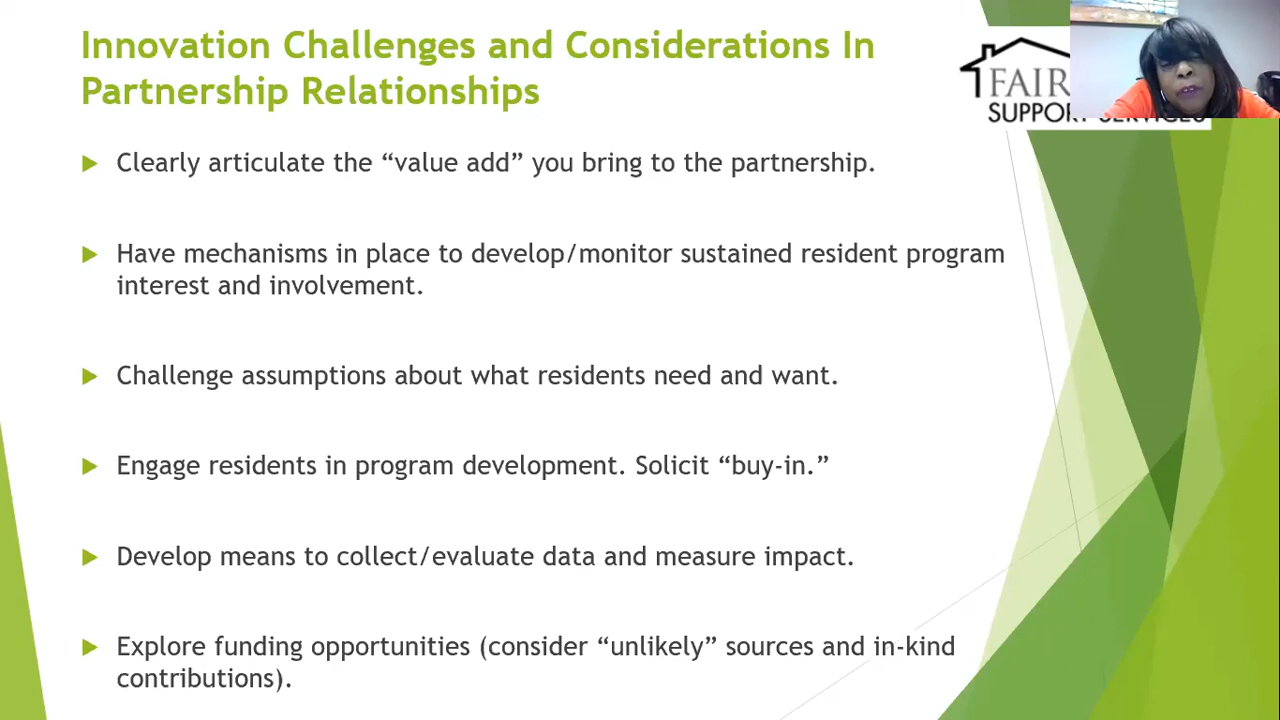 Innovation Challenges and Considerations In
Partnership Relationships
FAIR
SUPPORT SERVICES
Clearly articulate the “value add” you bring to the partnership.
Have mechanisms in place to develop/monitor sustained resident program
interest and involvement.
Challenge assumptions about what residents need and want.
Engage residents in program development. Solicit “buy-in.”
Develop means to collect/evaluate data and measure impact.
Explore funding opportunities (consider “unlikely” sources and in-kind
contributions).